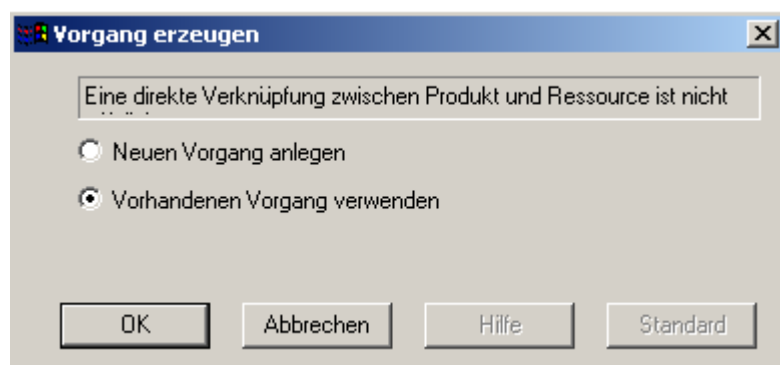 Vorgang erzeugen
Eine direkte Verknüpfung zwischen Produkt und Ressource ist nicht
Neuen Vorgang anlegen
Vorhandenen Vorgang verwenden
OK Abbrechen Hilfe Standard